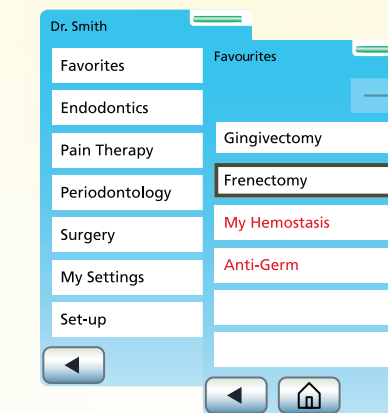 Dr. Smith
Favorites
Endodontics
Pain Therapy
Periodontology
Surgery
My Settings
Set-up
Favourites
Gingivectomy
Frenectomy
My Hemostasis
Anti-Germ